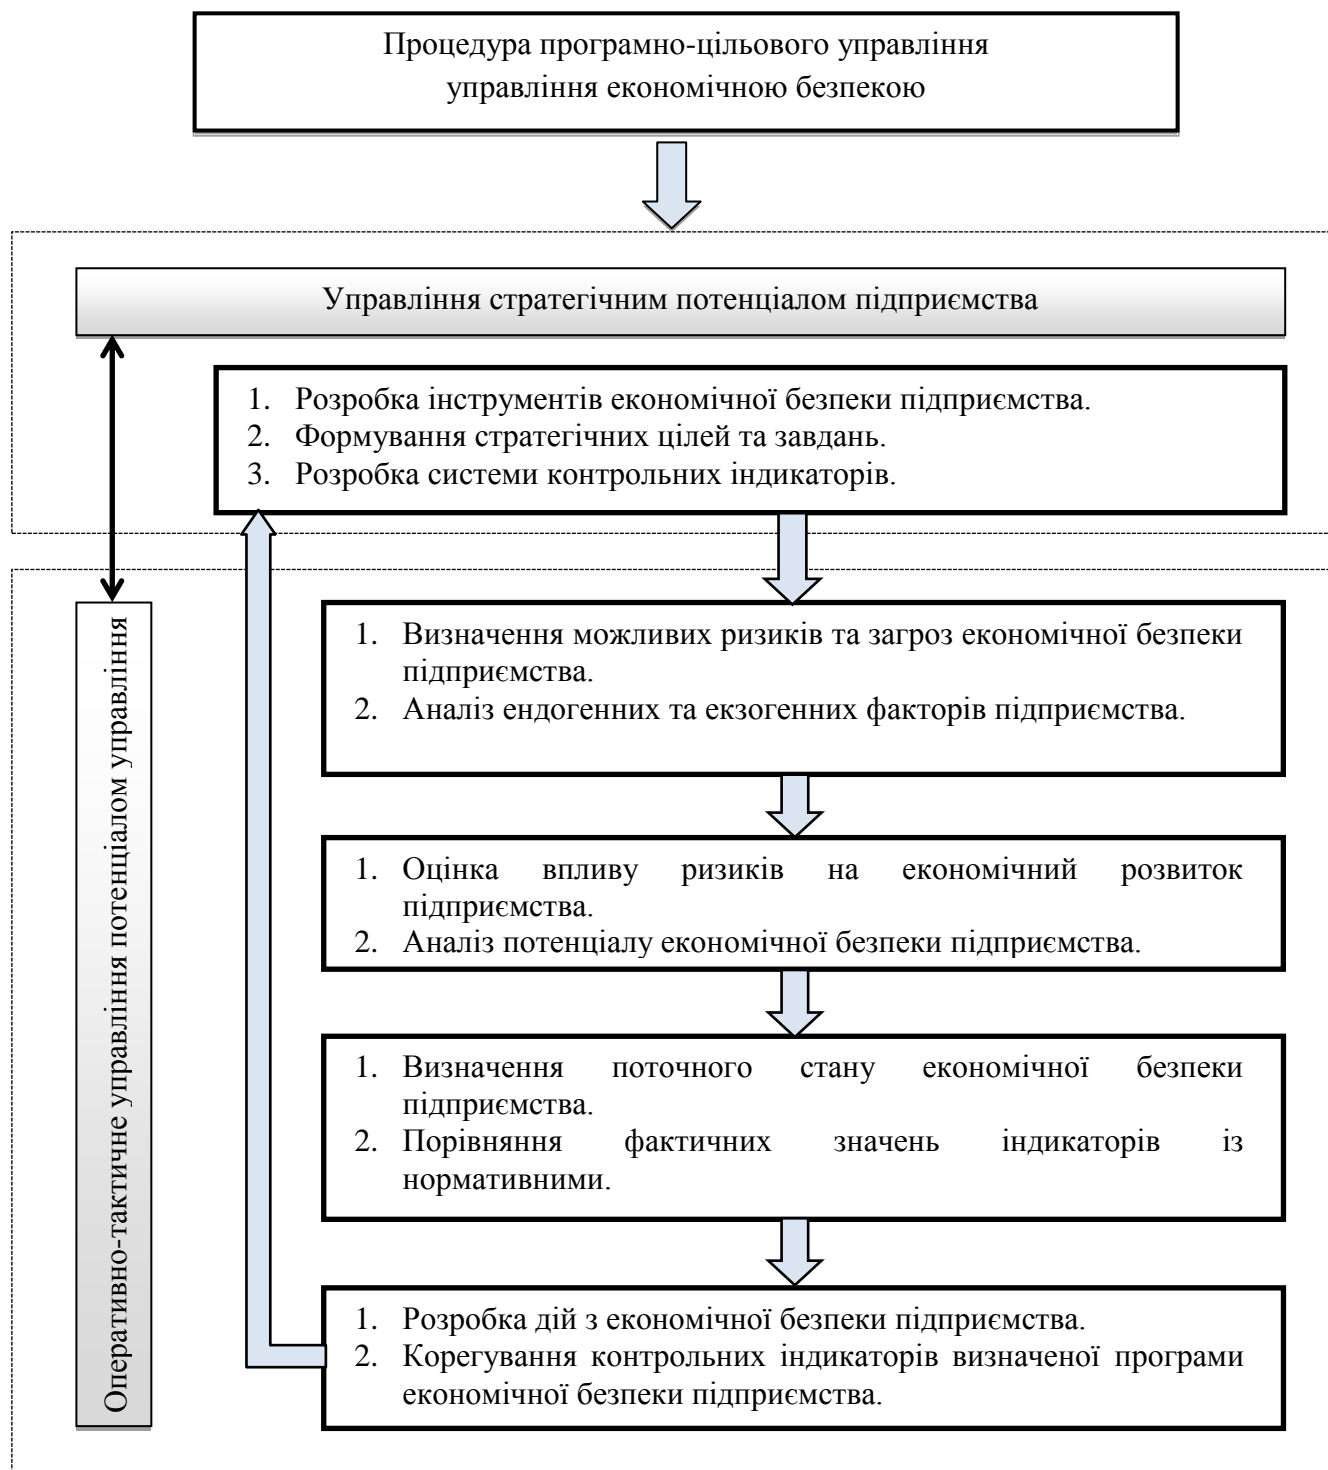 Процедура програмно-цільового управління
управління економічною безпекою
Управління стратегічним потенціалом підприємства
1. Розробка інструментів економічної безпеки підприємства.
2. Формування стратегічних цілей та завдань.
3. Розробка системи контрольних індикаторів.
Оперативно-тактичне управління потенціалом управління
1. Визначення можливих ризиків та загроз економічної безпеки
підприємства.
2. Аналіз ендогенних та екзогенних факторів підприємства.
1. Оцінка впливу ризиків на економічний розвиток
підприємства.
2. Аналіз потенціалу економічної безпеки підприємства.
1. Визначення поточного стану економічної безпеки
підприємства.
2. Порівняння фактичних значень індикаторів із
нормативними.
1. Розробка дій з економічної безпеки підприємства.
2. Корегування контрольних індикаторів визначеної програми
економічної безпеки підприємства.